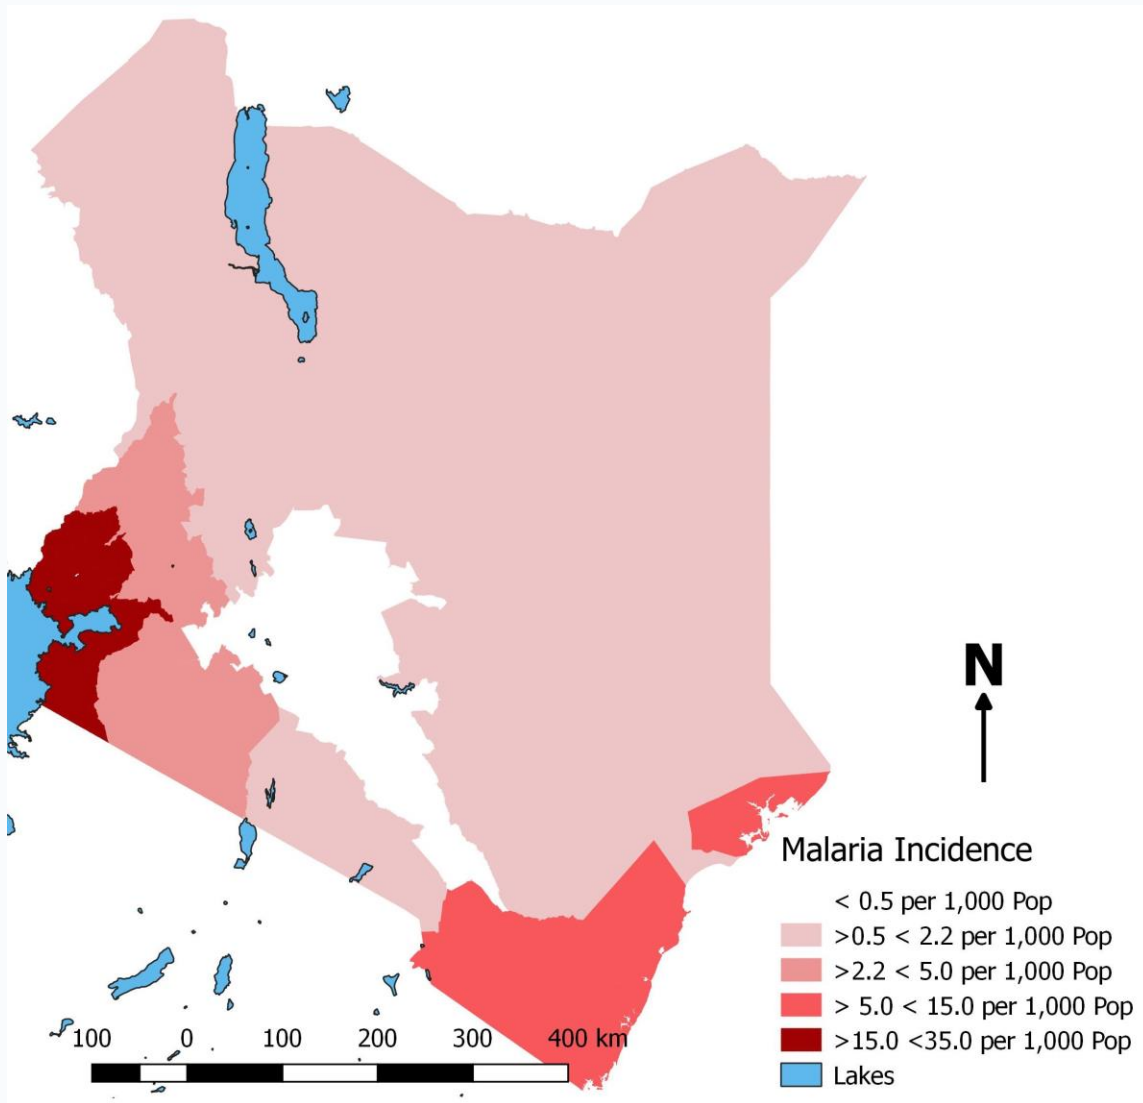 N
Malaria Incidence
< 0.5 per 1,000 Pop
>0.5 < 2.2 per 1,000 Pop
>2.2 < 5.0 per 1,000 Pop
> 5.0 < 15.0 per 1,000 Pop
>15.0 <35.0 per 1,000 Pop
Lakes
100 0 100 200 300 400 km